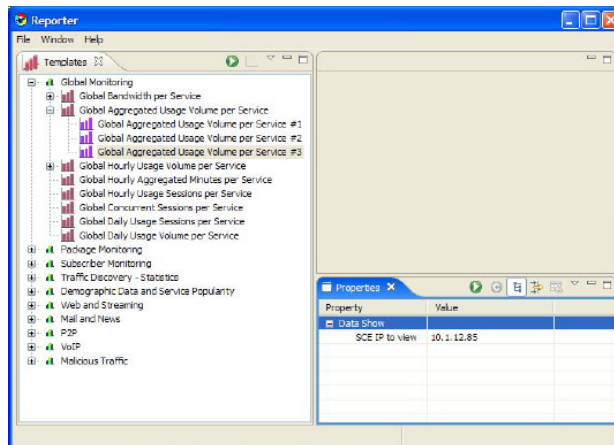 Reporter
File Window Help
Templates
Global Monitoring
Global Bandwidth per Service
Global Aggregated Usage Volume per Service
Global Aggregated Usage Volume per Service #1
Global Aggregated Usage Volume per Service #2
Global Aggregated Usage Volume per Service #3
Global Hourly Usage Volume per Service
Global Hourly Aggregated Minutes per Service
Global Hourly Usage Sessions per Service
Global Concurrent Sessions per Service
Global Daily Usage Sessions per Service
Global Daily Usage Volume per Service
Package Monitoring
Subscriber Monitoring
Traffic Discovery - Statistics
Demographic Data and Service Popularity
Web and Streaming
Mail and News
P2P
VoIP
Malicious Traffic
Properties
Property Value
Data Show
SCE IP to view 10.1.12.85